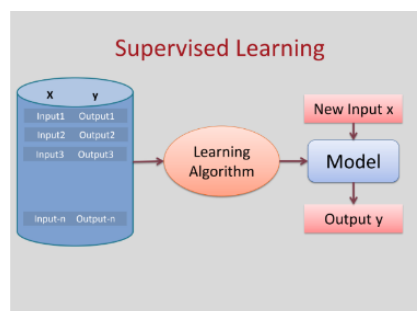 Supervised Learning
X y
Input1 Output1
Input2 Output2
Input3 Output3
Input-n Output-n
Learning
Algorithm
New Input x
Model
Output y